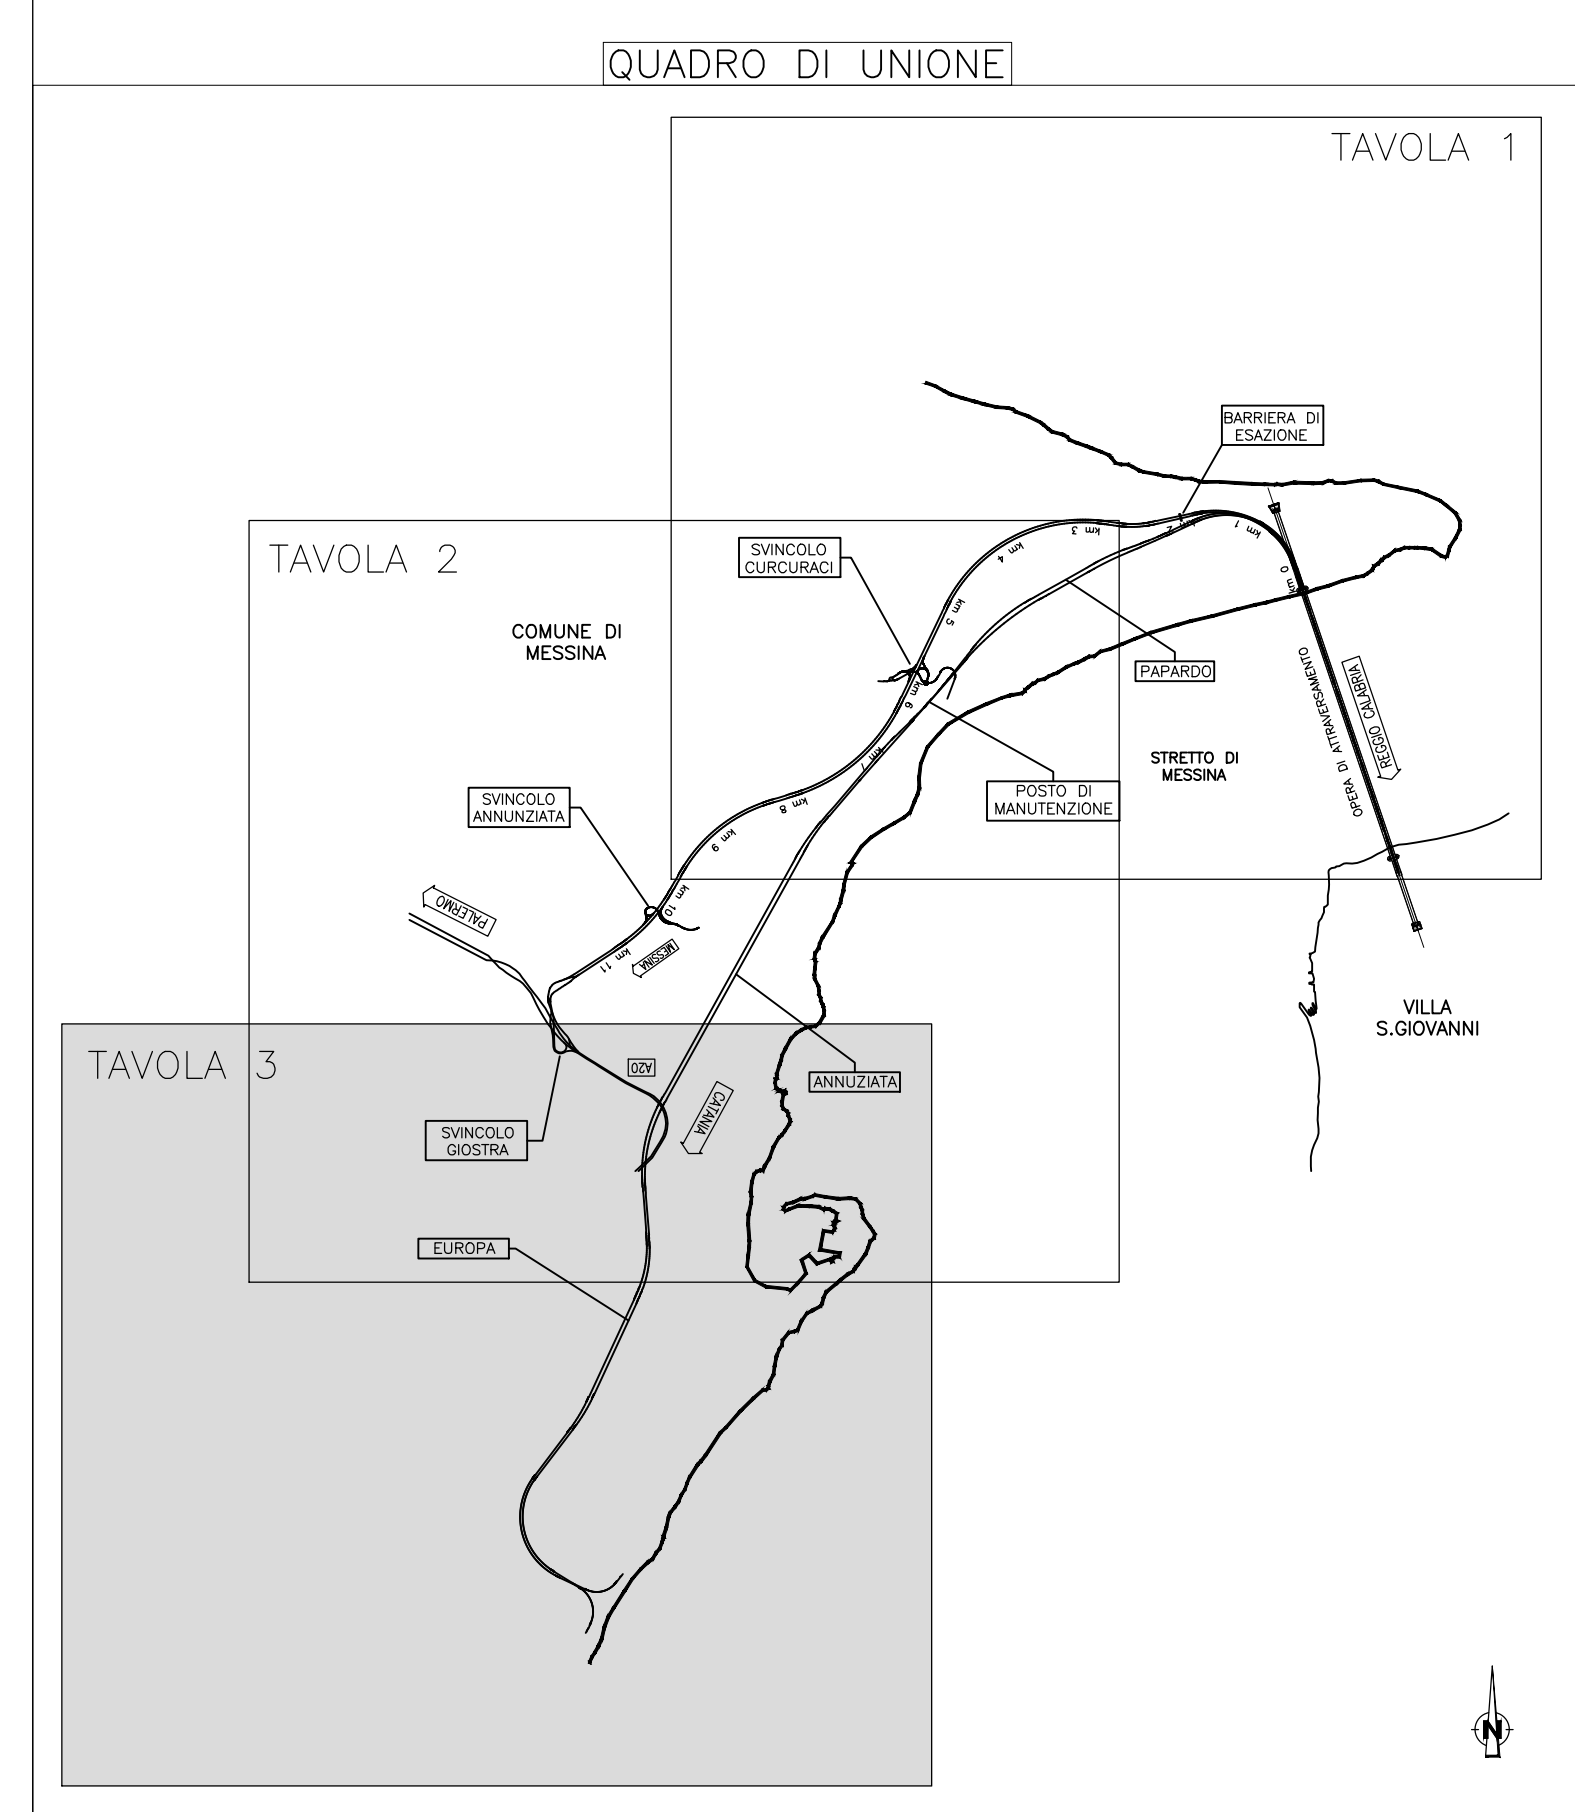 QUADRO DI UNIONE
TAVOLA 1
BARRIERA DI
ESAZIONE
TAVOLA 2
SVINCOLO
CURCURACI
km 0
km 1
km 2
km 3
km 4
km 5
km 6
km 7
km 8
km 9
km 10
km 11
COMUNE DI
MESSINA
PAPARDO
OPERA DI ATTRAVERSAMENTO
REGGIO CALABRIA
STRETTO DI
MESSINA
POSTO DI
MANUTENZIONE
SVINCOLO
ANNUNZIATA
PALERMO
MESSINA
VILLA
S.GIOVANNI
TAVOLA 3
A20
ANNUZIATA
CATANIA
SVINCOLO
GIOSTRA
EUROPA
N